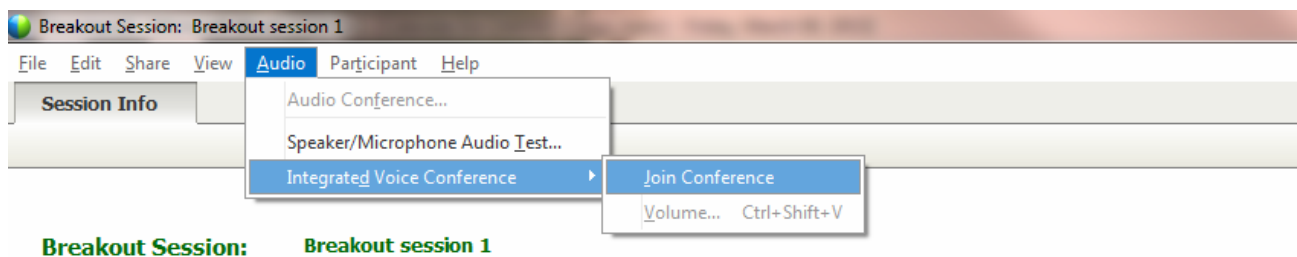 Breakout Session: Breakout session 1
File Edit Share View Audio Participant Help
Session Info
Audio Conference...
Speaker/Microphone Audio Test...
Integrated Voice Conference
Join Conference
Volume... Ctrl+Shift+V
Breakout Session: Breakout session 1